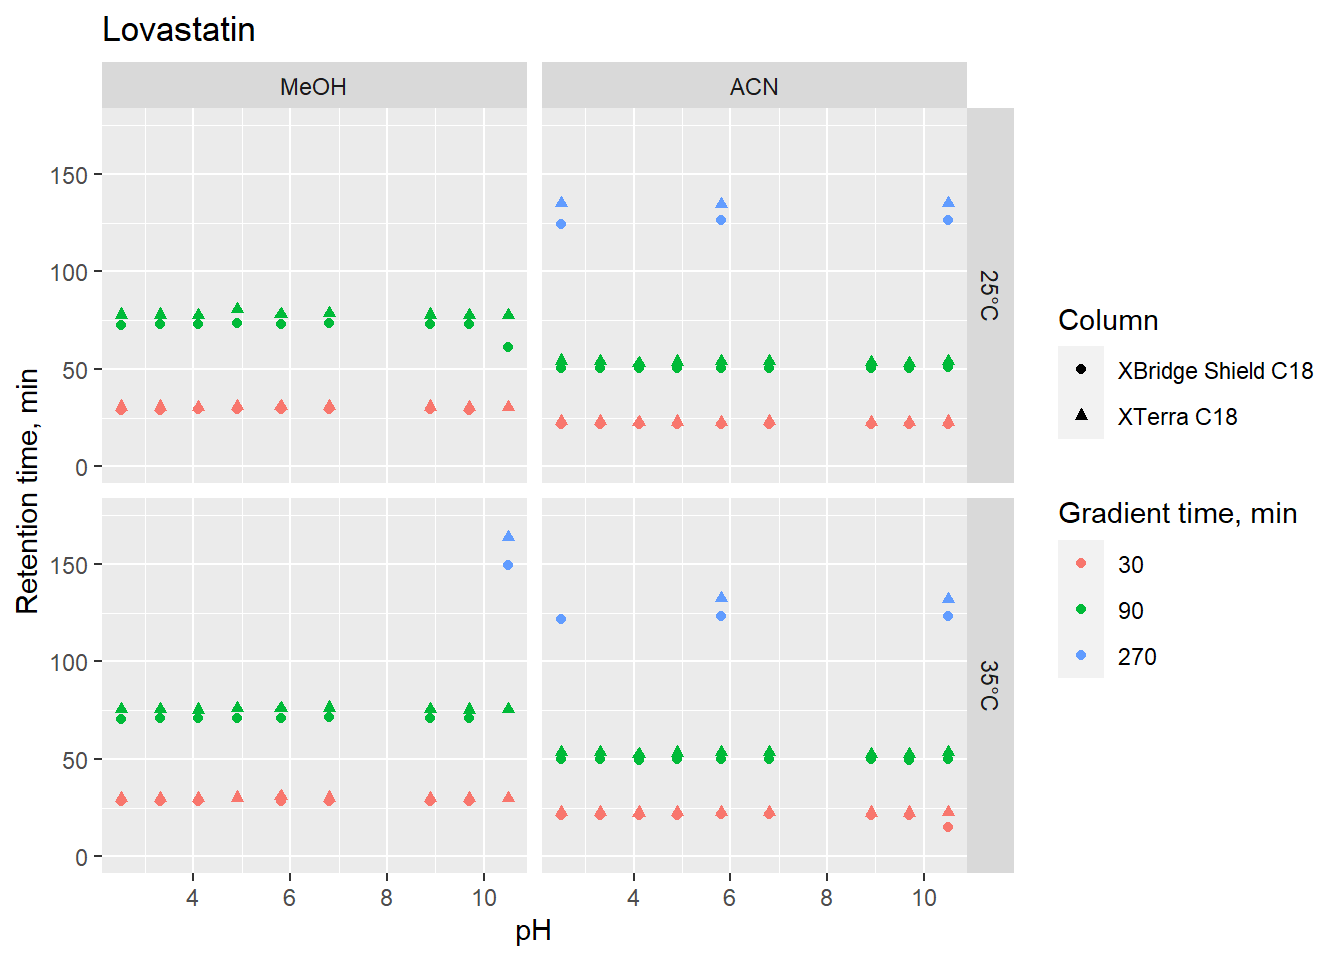 Lovastatin
MeOH
ACN
150
100
50
0
25°C
150
100
50
0
35°C
4
6
8
10
4
6
8
10
pH
Retention time, min
Column
XBridge Shield C18
XTerra C18
Gradient time, min
30
90
270